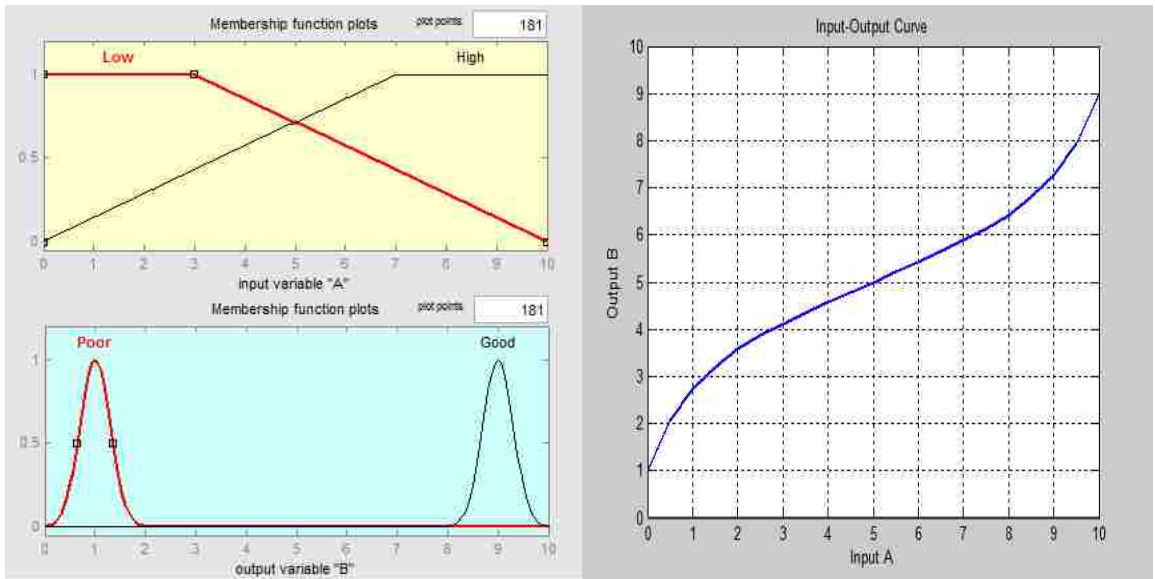 Membership function plots plot points: 181
Low High
1
0.5
0
0 1 2 3 4 5 6 7 8 9 10
input variable "A"
Membership function plots plot points: 181
Poor Good
1
0.5
0
0 1 2 3 4 5 6 7 8 9 10
output variable "B"
Input-Output Curve
10
9
8
7
6
5
4
3
2
1
0
0 1 2 3 4 5 6 7 8 9 10
Output B
Input A